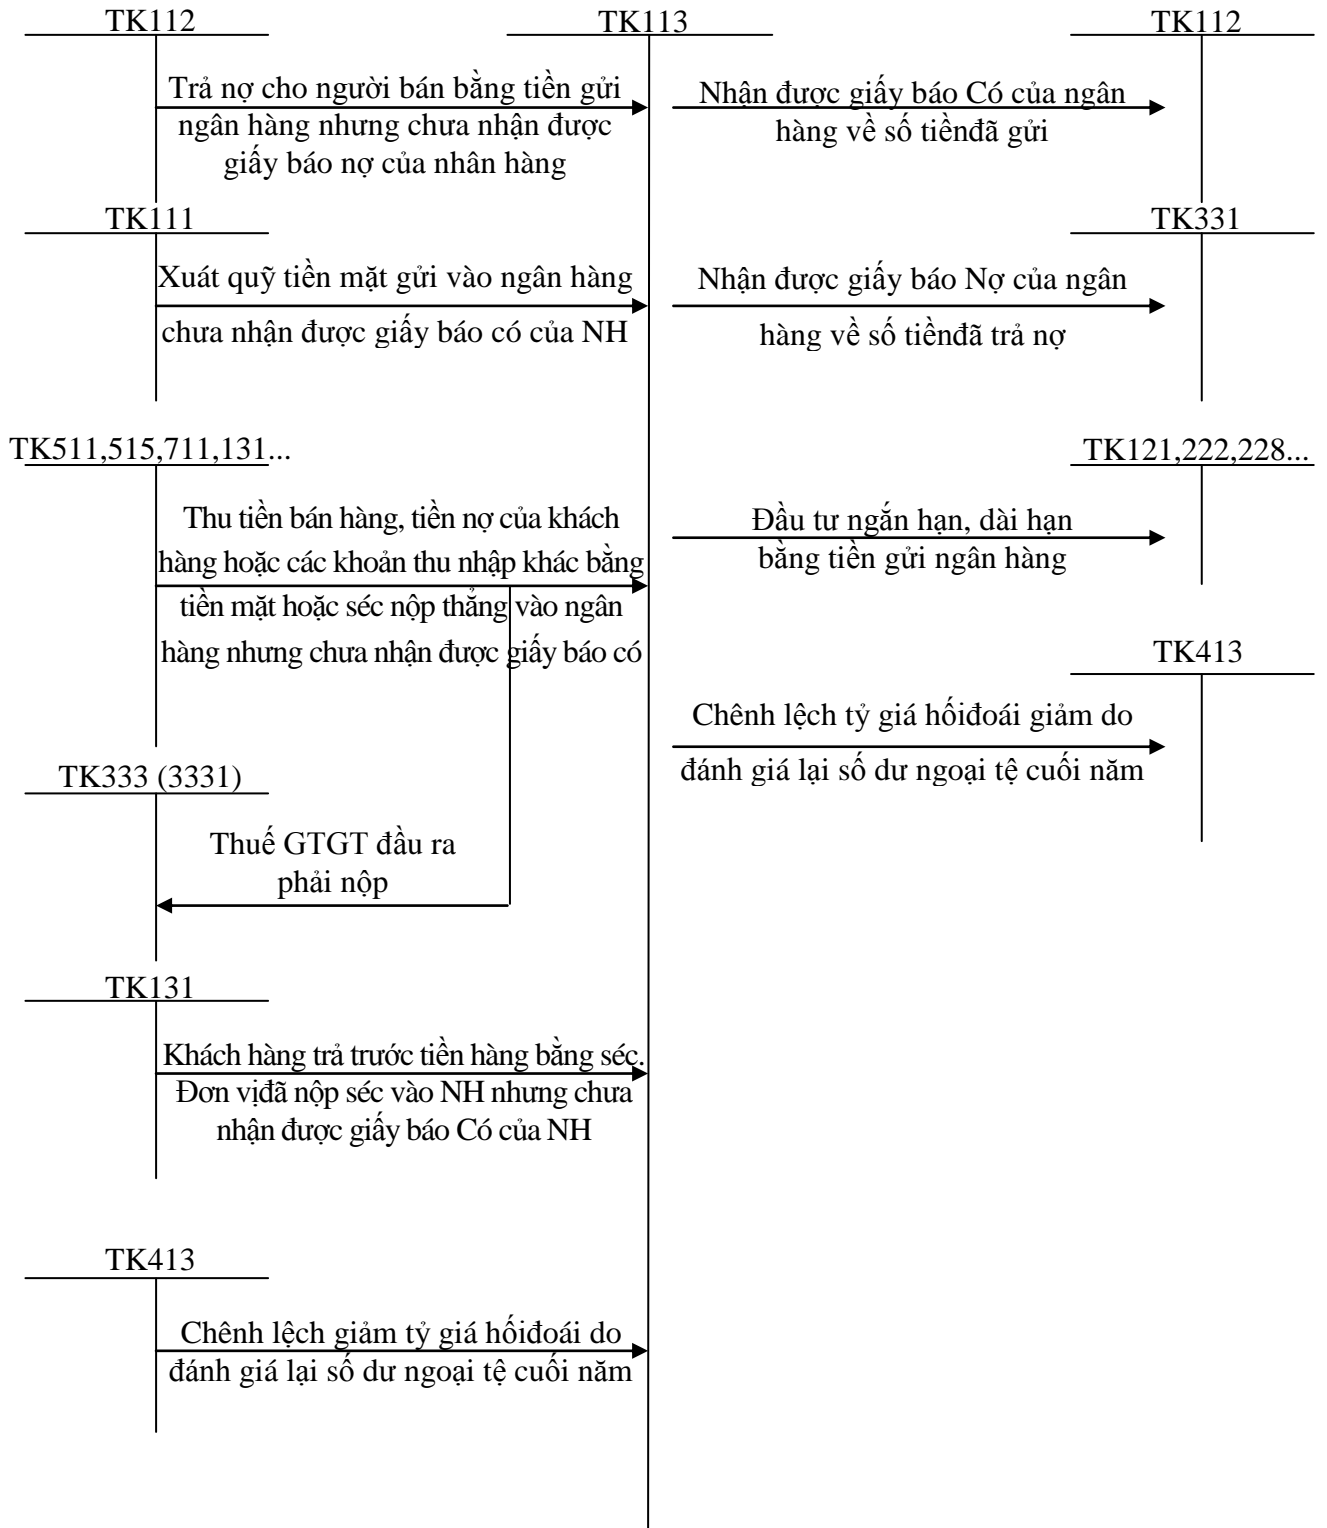 TK112
TK113
TK112
Trả nợ cho người bán bằng tiền gửi
ngân hàng nhưng chưa nhận được
giấy báo nợ của nhân hàng
Nhận được giấy báo Có của ngân
hàng về số tiềnđã gửi
TK111
TK331
Xuát quỹ tiền mặt gửi vào ngân hàng
chưa nhận được giấy báo có của NH
Nhận được giấy báo Nợ của ngân
hàng về số tiềnđã trả nợ
TK511,515,711,131...
TK121,222,228...
Thu tiền bán hàng, tiền nợ của khách
hàng hoặc các khoản thu nhập khác bằng
tiền mặt hoặc séc nộp thẳng vào ngân
hàng nhưng chưa nhận được giấy báo có
Đầu tư ngắn hạn, dài hạn
bằng tiền gửi ngân hàng
TK413
Chênh lệch tỷ giá hốiđoái giảm do
đánh giá lại số dư ngoại tệ cuối năm
TK333 (3331)
Thuế GTGT đầu ra
phải nộp
TK131
Khách hàng trả trước tiền hàng bằng séc.
Đơn vịđã nộp séc vào NH nhưng chưa
nhận được giấy báo Có của NH
TK413
Chênh lệch giảm tỷ giá hốiđoái do
đánh giá lại số dư ngoại tệ cuối năm